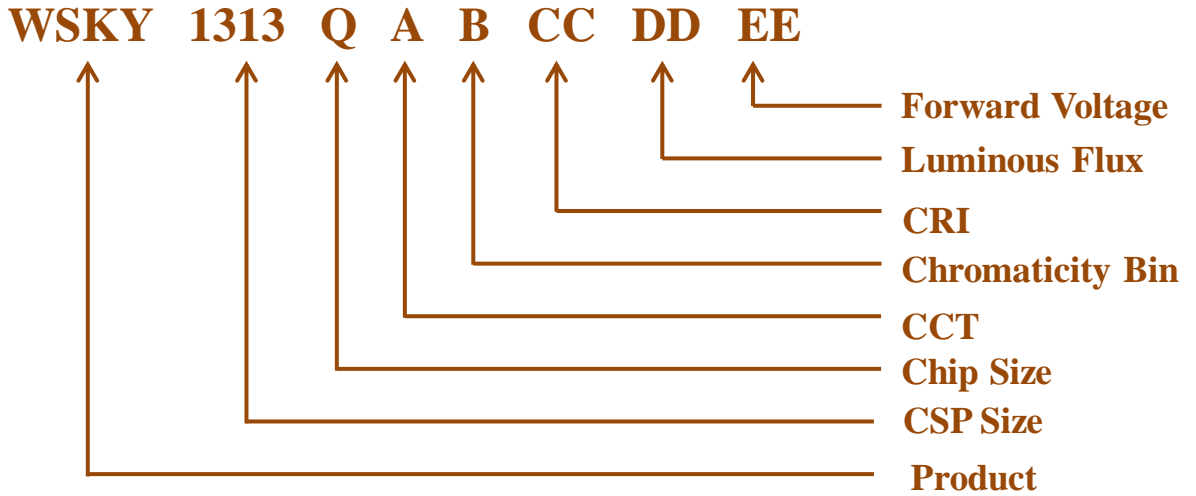 WSKY 1313 Q A B CC DD EE
Forward Voltage
Luminous Flux
CRI
Chromaticity Bin
CCT
Chip Size
CSP Size
Product